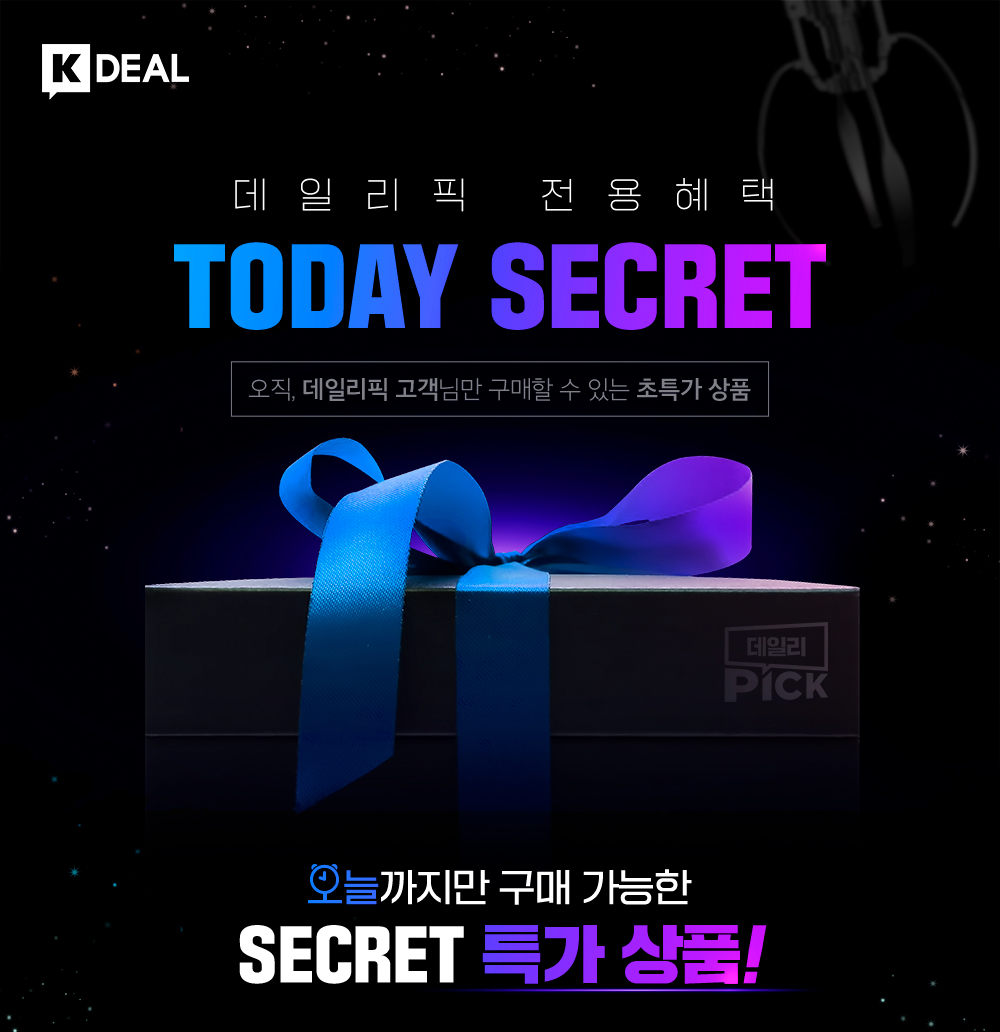 K DEAL
데일리픽 전용혜택
TODAY SECRET
오직, 데일리픽 고객님만 구매할 수 있는 초특가 상품
데일리
PICK
오늘까지만 구매 가능한
SECRET 특가 상품!